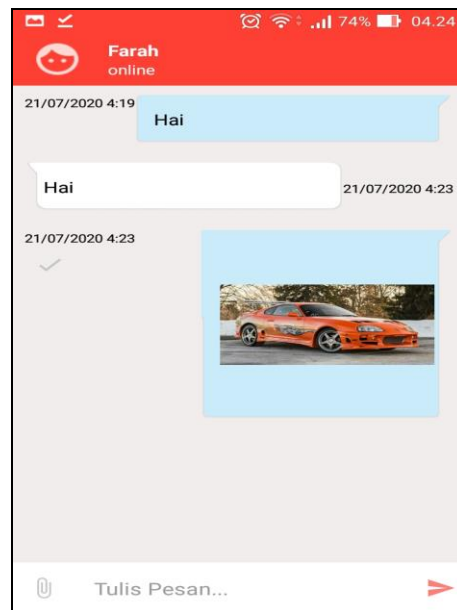 74% 04.24
Farah
online
21/07/2020 4:19
Hai
Hai
21/07/2020 4:23
21/07/2020 4:23
Tulis Pesan...